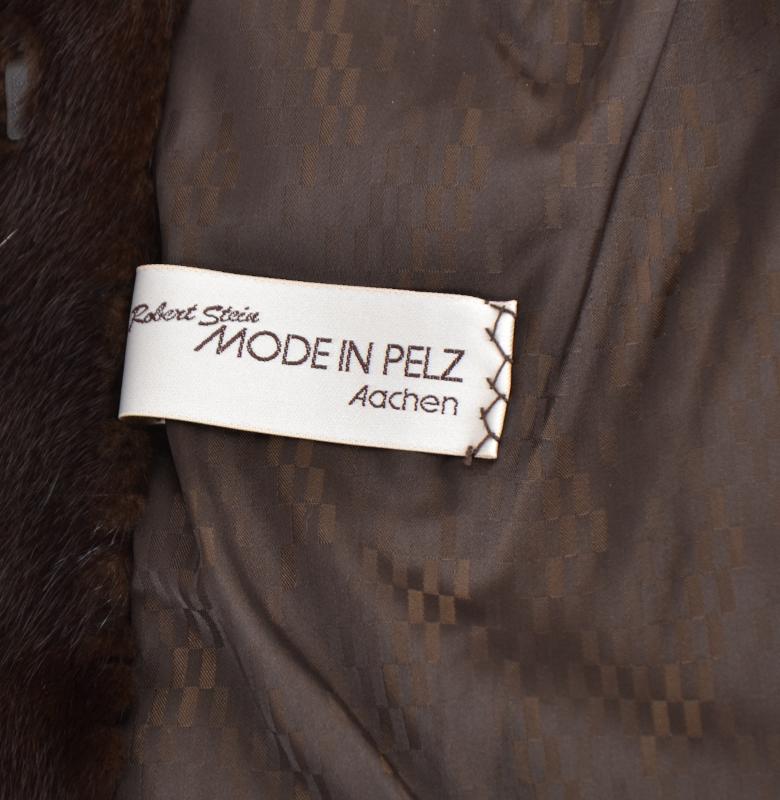 Robert Stein
MODE IN PELZ
Aachen